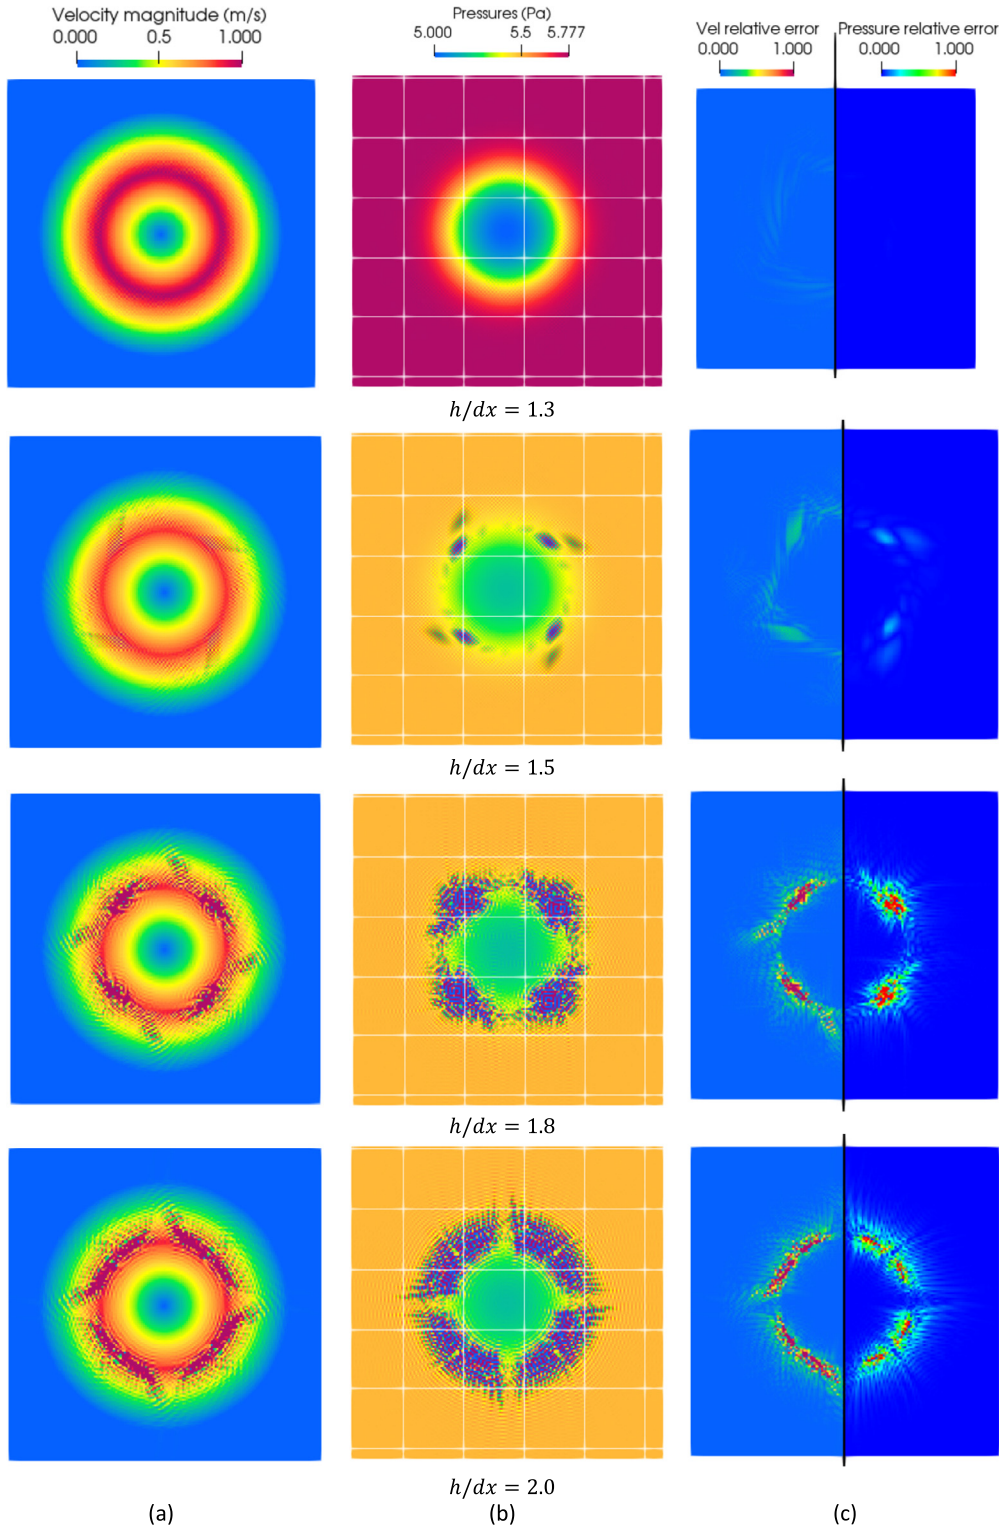 Velocity magnitude (m/s)
0.000 0.5 1.000
Pressures (Pa)
5.000 5.5 5.777
Vel relative error
0.000 1.000
Pressure relative error
0.000 1.000
h/dx = 1.3
h/dx = 1.5
h/dx = 1.8
h/dx = 2.0
(a) (b) (c)